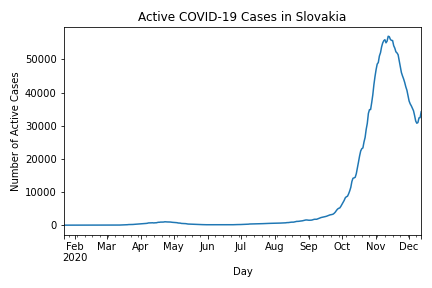 Active COVID-19 Cases in Slovakia
Number of Active Cases
50000
40000
30000
20000
10000
0
Feb Mar Apr May Jun Jul Aug Sep Oct Nov Dec
2020
Day